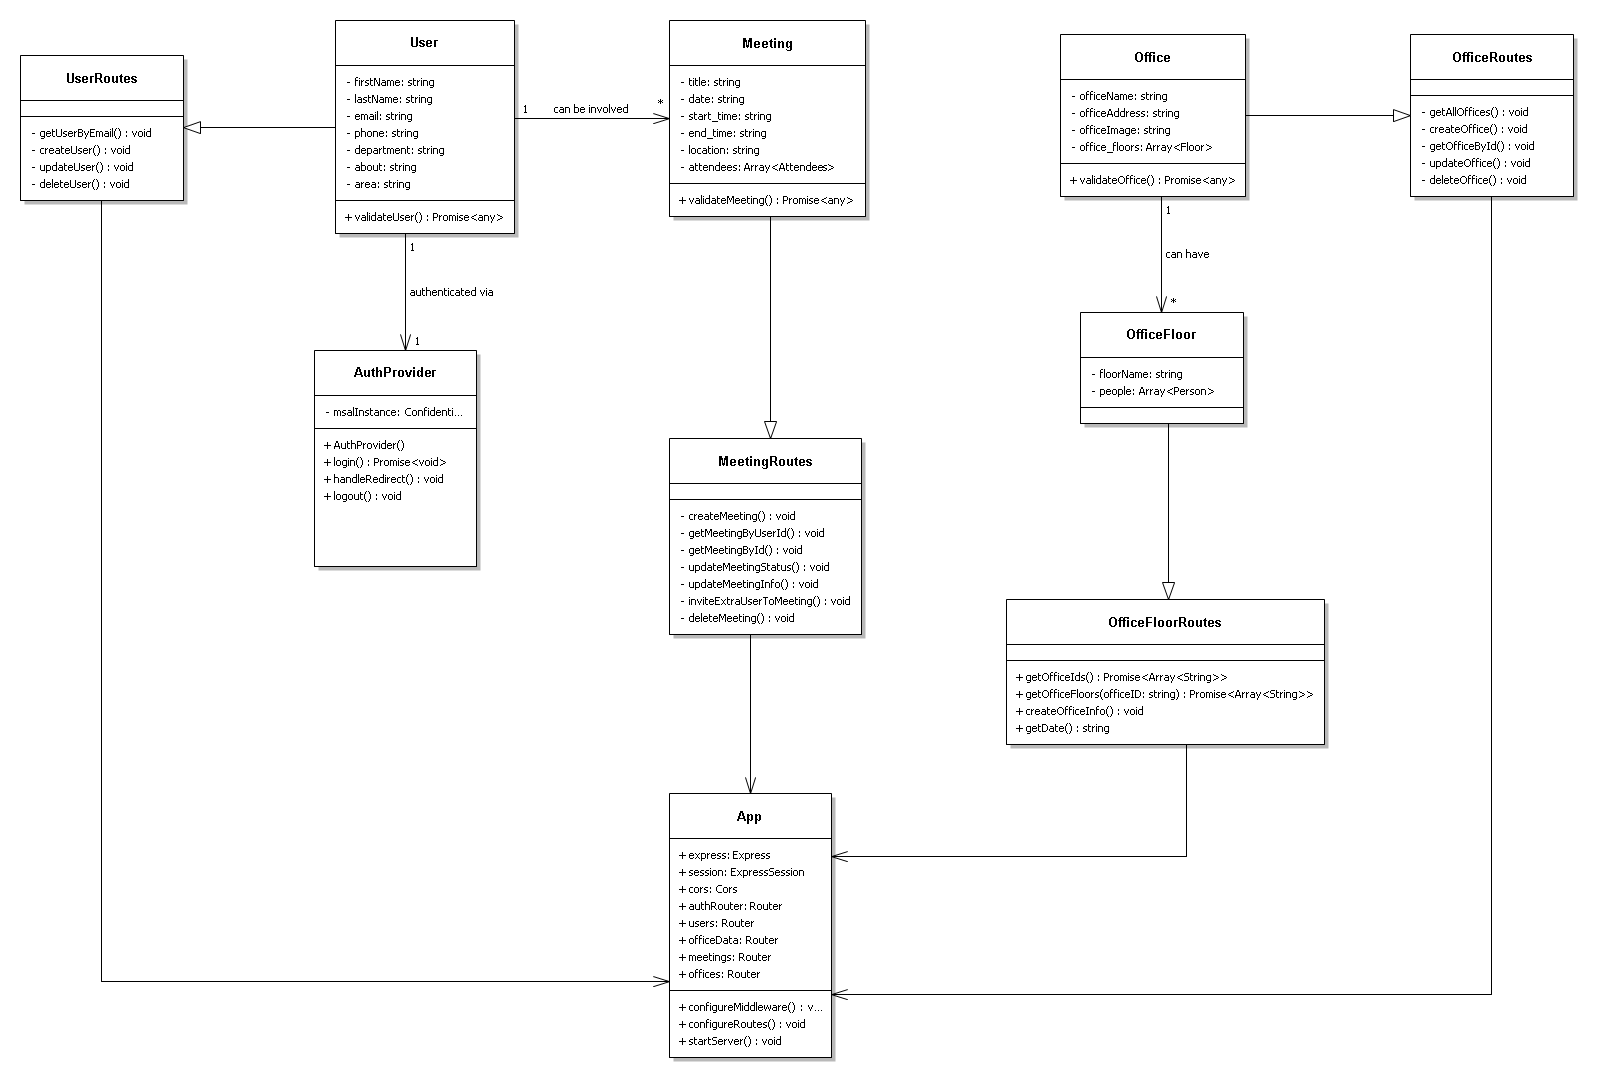 UserRoutes
- getUserByEmail() : void
- createUser() : void
- updateUser() : void
- deleteUser() : void
User
- firstName: string
- lastName: string
- email: string
- phone: string
- department: string
- about: string
- area: string
+ validateUser() : Promise<any>
1
can be involved
*
Meeting
- title: string
- date: string
- start_time: string
- end_time: string
- location: string
- attendees: Array<Attendees>
+ validateMeeting() : Promise<any>
Office
- officeName: string
- officeAddress: string
- officeImage: string
- office_floors: Array<Floor>
+ validateOffice() : Promise<any>
OfficeRoutes
- getAllOffices() : void
- createOffice() : void
- getOfficeById() : void
- updateOffice() : void
- deleteOffice() : void
1
authenticated via
1
1
can have
*
AuthProvider
- msalInstance: Confidenti...
+ AuthProvider()
+ login() : Promise<void>
+ handleRedirect() : void
+ logout() : void
OfficeFloor
- floorName: string
- people: Array<Person>
MeetingRoutes
- createMeeting() : void
- getMeetingByUserId() : void
- getMeetingById() : void
- updateMeetingStatus() : void
- updateMeetingInfo() : void
- inviteExtraUserToMeeting() : void
- deleteMeeting() : void
OfficeFloorRoutes
+ getOfficeIds() : Promise<Array<String>>
+ getOfficeFloors(officeID: string) : Promise<Array<String>>
+ createOfficeInfo() : void
+ getDate() : string
App
+ express: Express
+ session: ExpressSession
+ cors: Cors
+ authRouter: Router
+ users: Router
+ officeData: Router
+ meetings: Router
+ offices: Router
+ configureMiddleware() : v...
+ configureRoutes() : void
+ startServer() : void